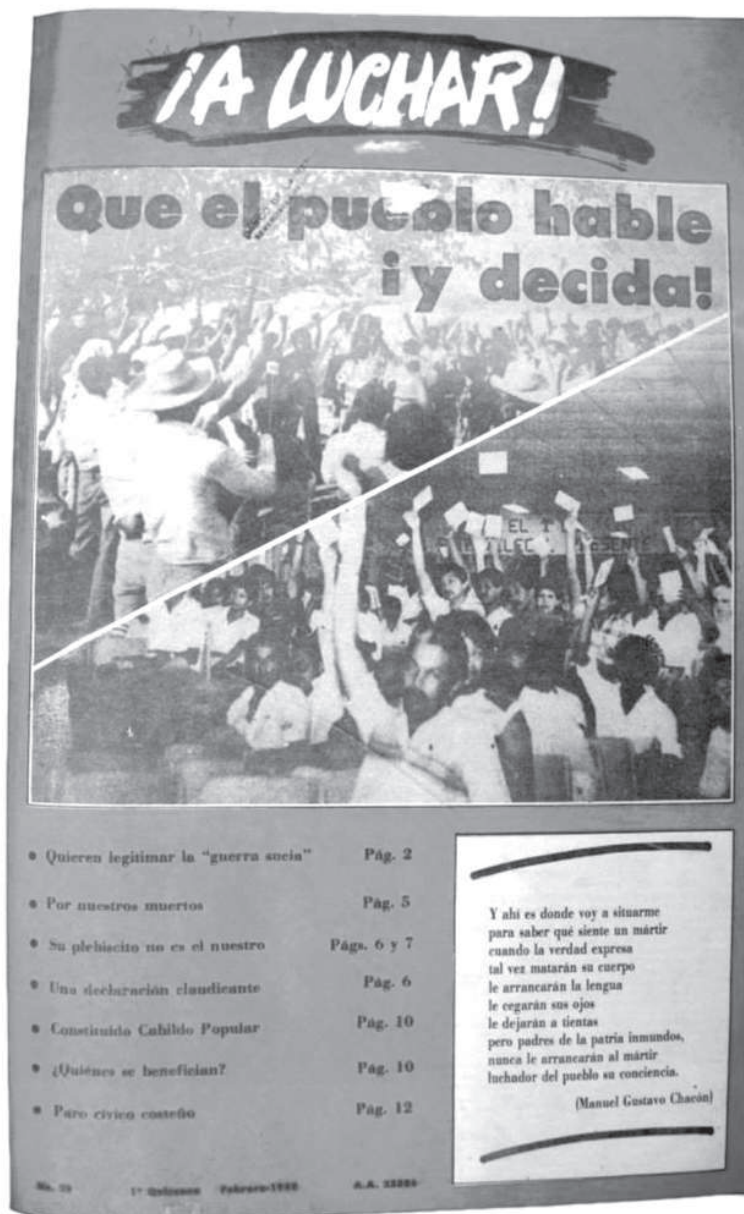 ¡A LUCHAR!
Que el pueblo hable
¡y decida!
EL
● Quieren legitimar la "guerra sucia" Pág. 2
● Por nuestros muertos Pág. 5
● Su plebiscito no es el nuestro Págs. 6 y 7
● Una declaración claudicante Pág. 6
● Constituído Cabildo Popular Pág. 10
● ¿Quiénes se benefician? Pág. 10
● Paro cívico costeño Pág. 12
Y ahí es donde voy a situarme
para saber qué siente un mártir
cuando la verdad expresa
tal vez matarán su cuerpo
le arrancarán la lengua
le cegarán sus ojos
le dejarán a tientas
pero padres de la patria inmundos,
nunca le arrancarán al mártir
luchador del pueblo su conciencia.
(Manuel Gustavo Chacón)
No. 1ª Quincena Febrero-1988 A.A.